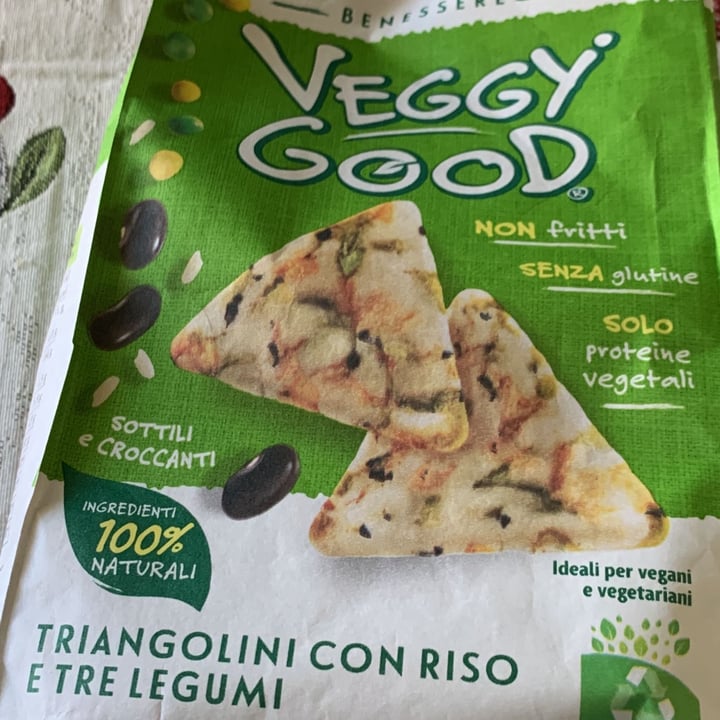 BENESSERE
VEGGY
GOOD®
NON fritti
SENZA glutine
SOLO
proteine
vegetali
SOTTILI
e CROCCANTI
INGREDIENTI
100%
NATURALI
Ideali per vegani
e vegetariani
TRIANGOLINI CON RISO
E TRE LEGUMI